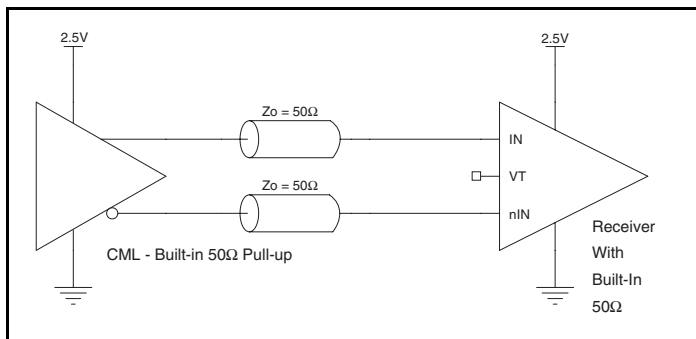 2.5V
2.5V
Zo = 50Ω
IN
VT
Zo = 50Ω
nIN
CML - Built-in 50Ω Pull-up
Receiver
With
Built-In
50Ω